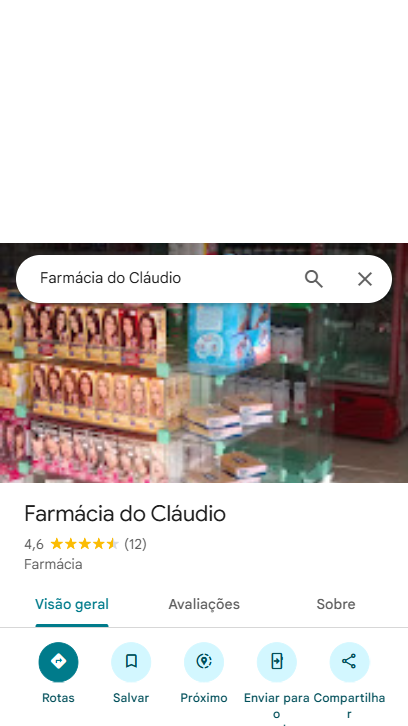 Farmácia do Cláudio
Farmácia do Cláudio
4,6 (12)
Farmácia
Visão geral Avaliações Sobre
Rotas Salvar Próximo Enviar para o Compartilhar